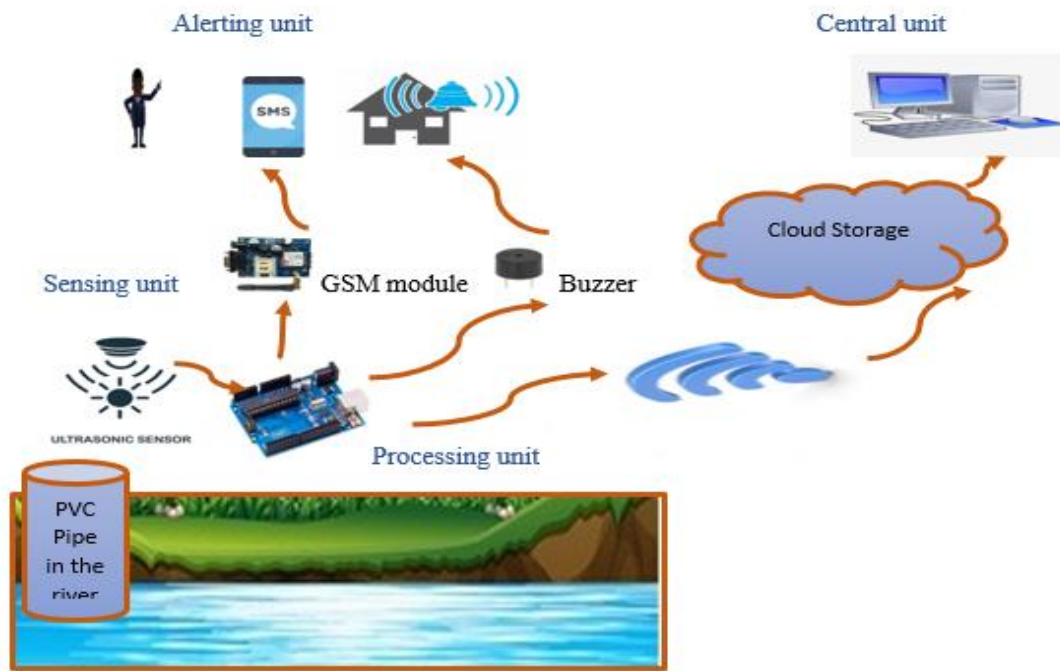 Alerting unit
Central unit
SMS
Cloud Storage
Sensing unit
GSM module
Buzzer
ULTRASONIC SENSOR
Processing unit
PVC
Pipe
in the
river